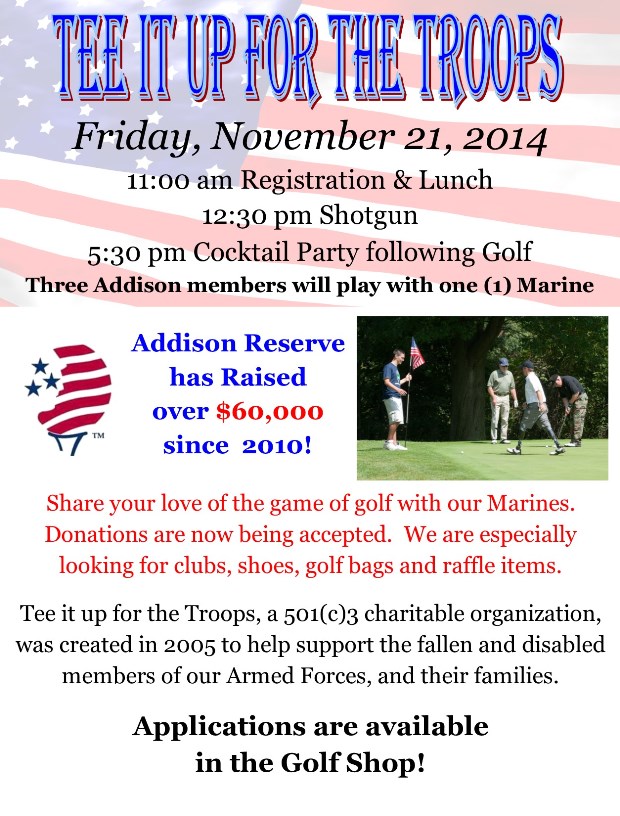 TEE IT UP FOR THE TROOPS
Friday, November 21, 2014
11:00 am Registration & Lunch
12:30 pm Shotgun
5:30 pm Cocktail Party following Golf
Three Addison members will play with one (1) Marine
Addison Reserve
has Raised
over $60,000
since 2010!
TM
Share your love of the game of golf with our Marines.
Donations are now being accepted. We are especially
looking for clubs, shoes, golf bags and raffle items.
Tee it up for the Troops, a 501(c)3 charitable organization,
was created in 2005 to help support the fallen and disabled
members of our Armed Forces, and their families.
Applications are available
in the Golf Shop!